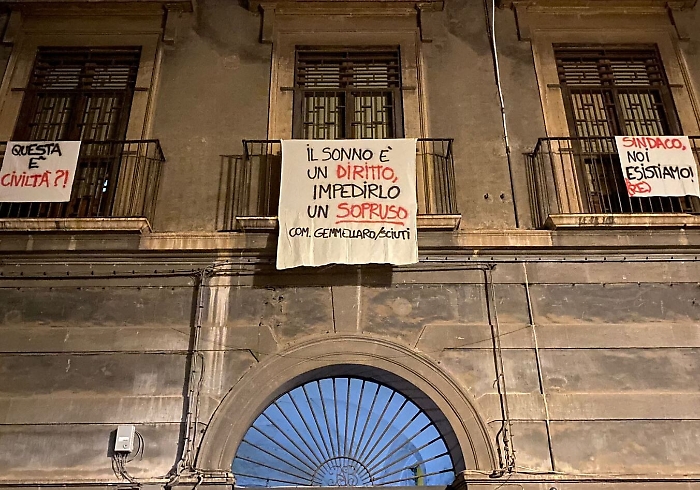 QUESTA
È
CIVILTÀ?!
IL SONNO È
UN DIRITTO,
IMPEDIRLO
UN SOPRUSO
COM. GEMMELLARO/SCIUTI
SINDACO,
NOI
ESISTIAMO!